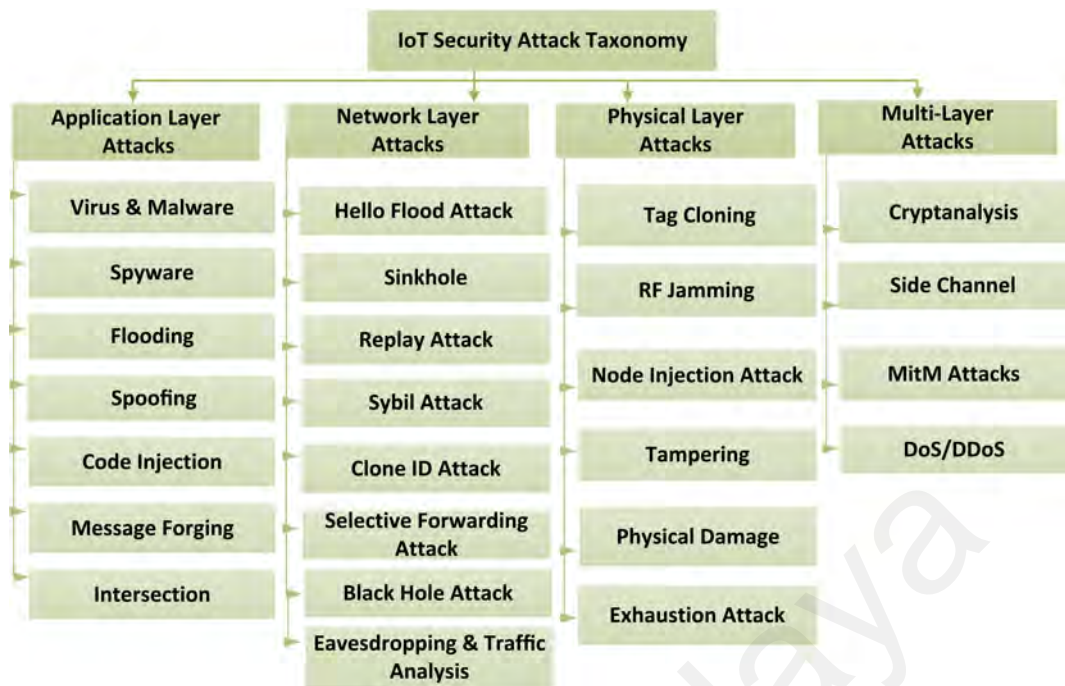 IoT Security Attack Taxonomy
Application Layer
Attacks
Virus & Malware
Spyware
Flooding
Spoofing
Code Injection
Message Forging
Intersection
Network Layer
Attacks
Hello Flood Attack
Sinkhole
Replay Attack
Sybil Attack
Clone ID Attack
Selective Forwarding
Attack
Black Hole Attack
Eavesdropping & Traffic
Analysis
Physical Layer
Attacks
Tag Cloning
RF Jamming
Node Injection Attack
Tampering
Physical Damage
Exhaustion Attack
Multi-Layer
Attacks
Cryptanalysis
Side Channel
MitM Attacks
DoS/DDoS